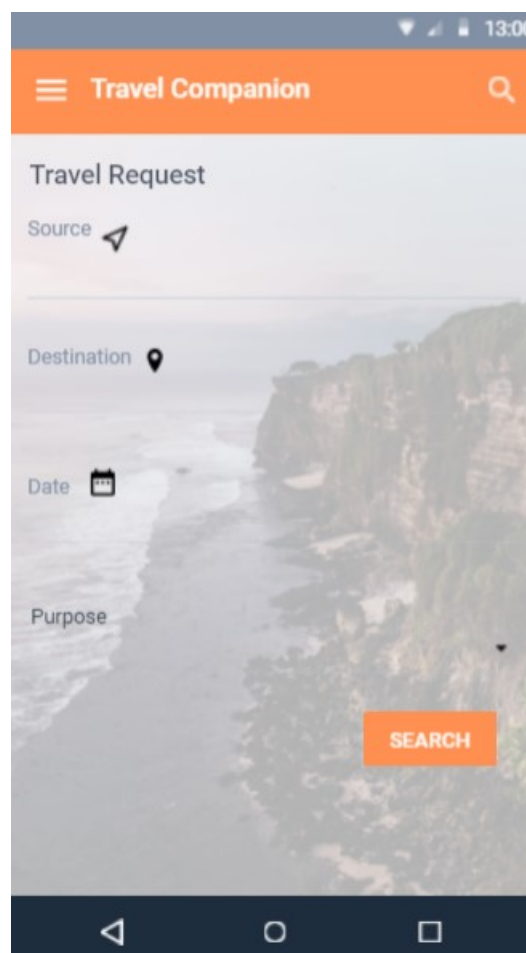 13:00
Travel Companion
Travel Request
Source
Destination
Date
Purpose
SEARCH